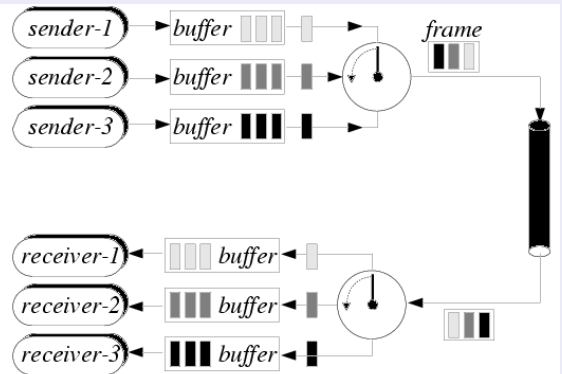 sender-1 buffer
frame
sender-2 buffer
sender-3 buffer
receiver-1 buffer
receiver-2 buffer
receiver-3 buffer